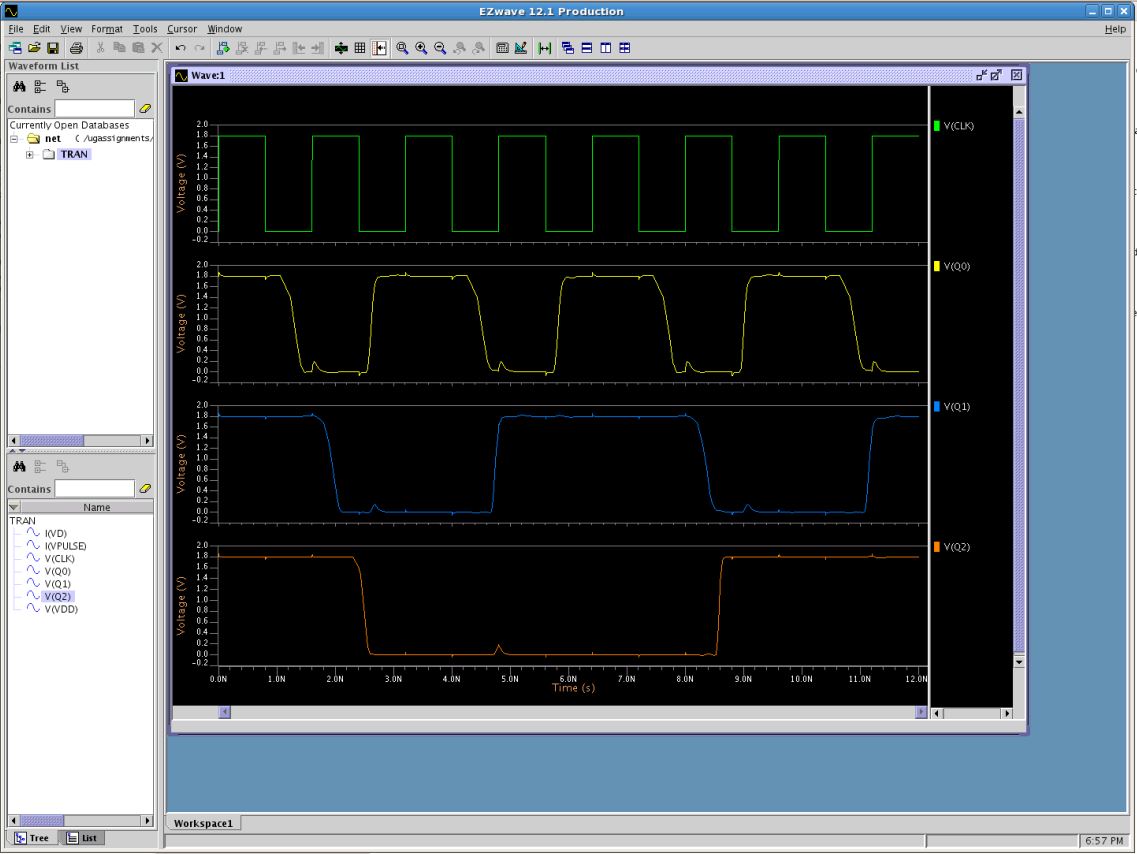 EZwave 12.1 Production
File Edit View Format Tools Cursor Window Help
Waveform List
Contains
Currently Open Databases
net ( /ugassignments/
TRAN
Contains
Name
TRAN
I(VD)
I(VPULSE)
V(CLK)
V(Q0)
V(Q1)
V(Q2)
V(VDD)
Tree List
Wave:1
Voltage (V)
2.0
1.8
1.6
1.4
1.2
1.0
0.8
0.6
0.4
0.2
0.0
-0.2
V(CLK)
Voltage (V)
2.0
1.8
1.6
1.4
1.2
1.0
0.8
0.6
0.4
0.2
0.0
-0.2
V(Q0)
Voltage (V)
2.0
1.8
1.6
1.4
1.2
1.0
0.8
0.6
0.4
0.2
0.0
-0.2
V(Q1)
Voltage (V)
2.0
1.8
1.6
1.4
1.2
1.0
0.8
0.6
0.4
0.2
0.0
-0.2
V(Q2)
0.0N 1.0N 2.0N 3.0N 4.0N 5.0N 6.0N 7.0N 8.0N 9.0N 10.0N 11.0N 12.0N
Time (s)
Workspace1
6:57 PM